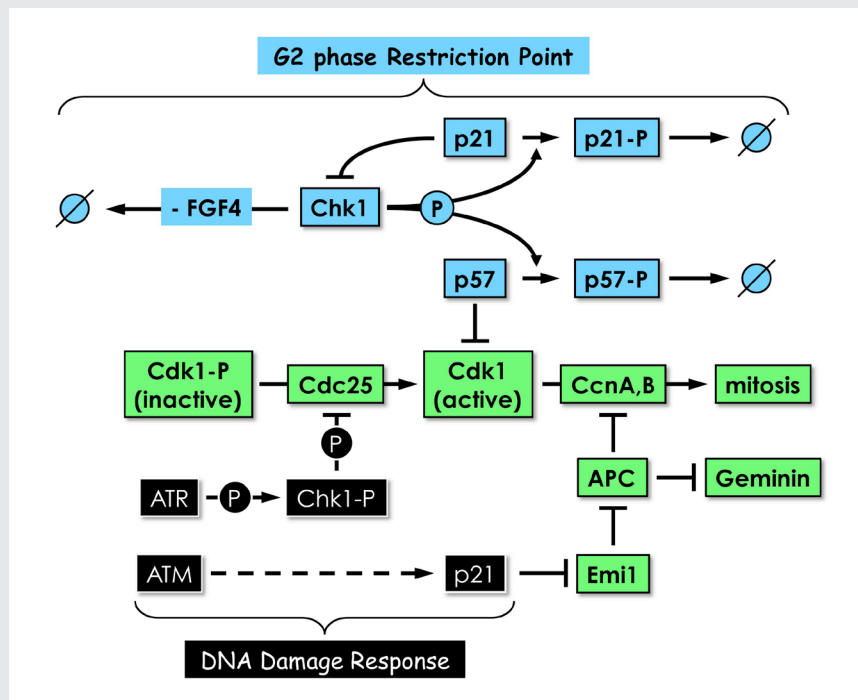 G2 phase Restriction Point
p21
p21-P
- FGF4
Chk1
P
p57
p57-P
Cdk1-P
(inactive)
Cdc25
Cdk1
(active)
CcnA,B
mitosis
P
ATR
P
Chk1-P
APC
Geminin
ATM
p21
Emi1
DNA Damage Response